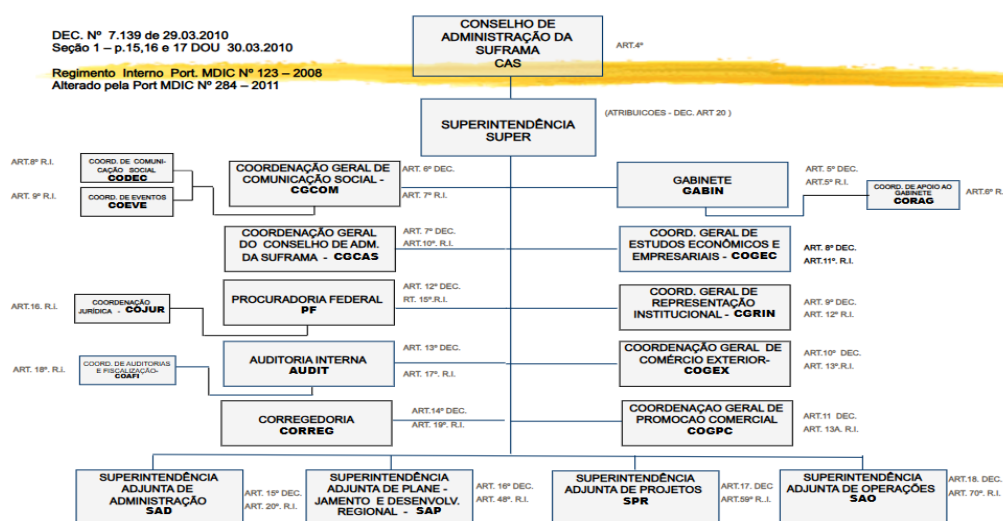 DEC. Nº 7.139 de 29.03.2010
Seção 1 – p.15,16 e 17 DOU 30.03.2010
Regimento Interno Port. MDIC Nº 123 – 2008
Alterado pela Port MDIC Nº 284 – 2011
CONSELHO DE
ADMINISTRAÇÃO DA
SUFRAMA
CAS
ART.4º
SUPERINTENDÊNCIA
SUPER
(ATRIBUICOES - DEC. ART 20 )
ART.8º R.I.
COORD. DE COMUNI-
CAÇÃO SOCIAL
CODEC
ART. 9º R.I.
COORD. DE EVENTOS
COEVE
COORDENAÇÃO GERAL DE
COMUNICAÇÃO SOCIAL -
CGCOM
ART. 6º DEC.
ART. 7º R.I.
GABINETE
GABIN
ART. 5º DEC.
ART.5º R.I.
COORD. DE APOIO AO
GABINETE
CORAG
ART.6º R.
COORDENAÇÃO GERAL
DO CONSELHO DE ADM.
DA SUFRAMA - CGCAS
ART. 7º DEC.
ART.10º. R.I.
COORD. GERAL DE
ESTUDOS ECONÔMICOS E
EMPRESARIAIS - COGEC
ART. 8º DEC.
ART.11º. R.I.
ART.16. R.i.
COORDENAÇÃO
JURÍDICA - COJUR
PROCURADORIA FEDERAL
PF
ART. 12º DEC.
RT. 15º.R.I.
COORD. GERAL DE
REPRESENTAÇÃO
INSTITUCIONAL - CGRIN
ART. 9º DEC.
ART. 12º R.I.
ART. 18º. R.i.
COORD. DE AUDITORIAS
E FISCALIZAÇÃO-
COAFI
AUDITORIA INTERNA
AUDIT
ART. 13º DEC.
ART. 17º. R.I.
COORDENAÇÃO GERAL DE
COMÉRCIO EXTERIOR-
COGEX
ART.10º DEC.
ART. 13º.R.I.
CORREGEDORIA
CORREG
ART.14º DEC.
ART. 19º. R.I.
COORDENAÇAO GERAL DE
PROMOCAO COMERCIAL
COGPC
ART.11 DEC.
ART. 13A. R.I.
SUPERINTENDÊNCIA
ADJUNTA DE
ADMINISTRAÇÃO
SAD
ART. 15º DEC.
ART. 20º. R.I.
SUPERINTENDÊNCIA
ADJUNTA DE PLANE -
JAMENTO E DESENVOLV.
REGIONAL - SAP
ART. 16º DEC.
ART. 48º. R.I.
SUPERINTENDÊNCIA
ADJUNTA DE PROJETOS
SPR
ART.17. DEC
ART.59º R..I.
SUPERINTENDÊNCIA
ADJUNTA DE OPERAÇÕES
SAO
ART.18. DEC.
ART. 70º. R.I.